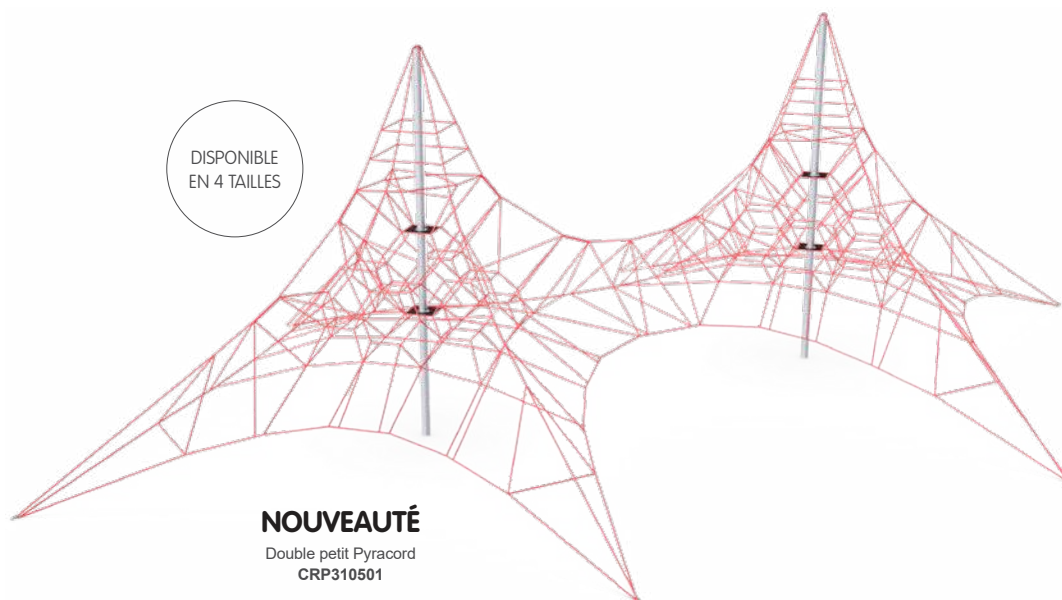 DISPONIBLE
EN 4 TAILLES
NOUVEAUTÉ
Double petit Pyracord
CRP310501